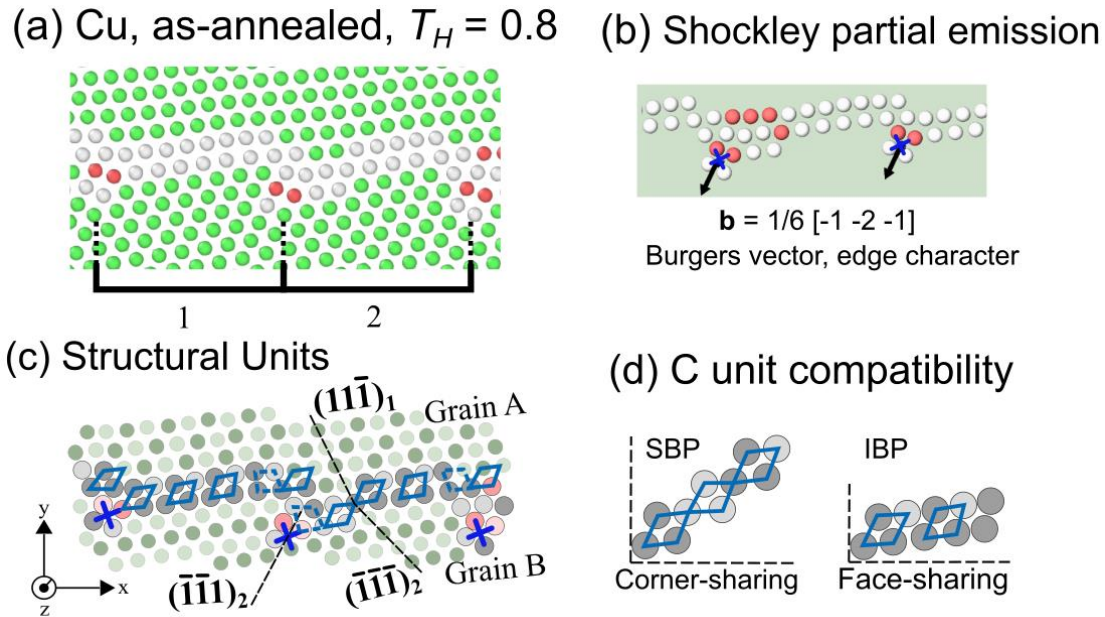 (a) Cu, as-annealed, T_H = 0.8
1
2
(b) Shockley partial emission
b = 1/6 [-1 -2 -1]
Burgers vector, edge character
(c) Structural Units
(111̄)₁
Grain A
y
x
z
(1̄1̄1)₂
(1̄1̄1̄)₂
Grain B
(d) C unit compatibility
SBP
IBP
Corner-sharing
Face-sharing